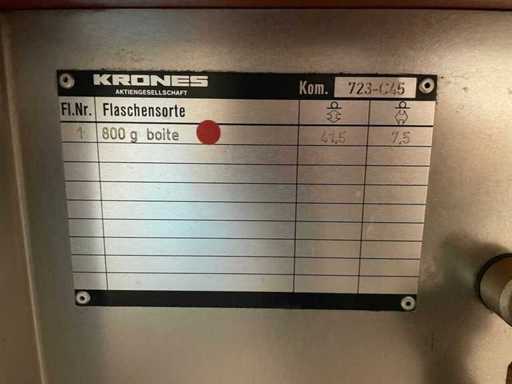 KRONES
AKTIENGESELLSCHAFT
Kom. 723-C45
Fl.Nr. Flaschensorte
1 800 g boite 41,5 7,5